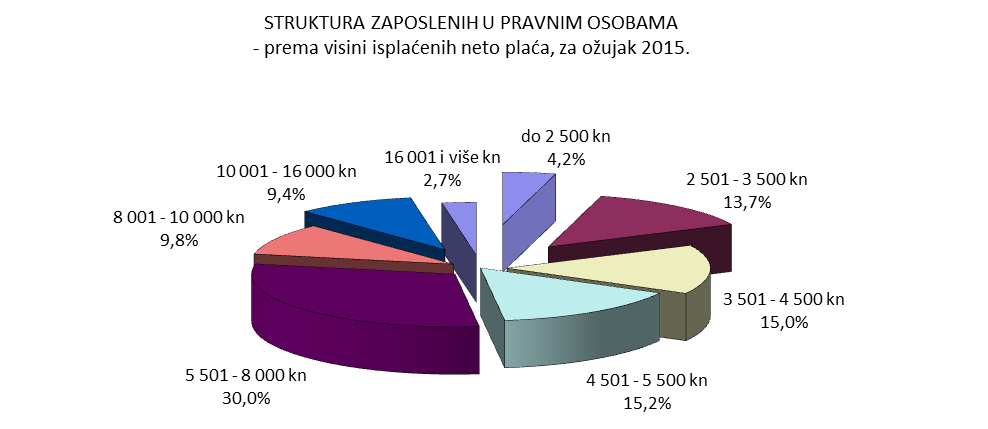 STRUKTURA ZAPOSLENIH U PRAVNIM OSOBAMA
- prema visini isplaćenih neto plaća, za ožujak 2015.
do 2 500 kn
4,2%
2 501 - 3 500 kn
13,7%
3 501 - 4 500 kn
15,0%
4 501 - 5 500 kn
15,2%
5 501 - 8 000 kn
30,0%
8 001 - 10 000 kn
9,8%
10 001 - 16 000 kn
9,4%
16 001 i više kn
2,7%